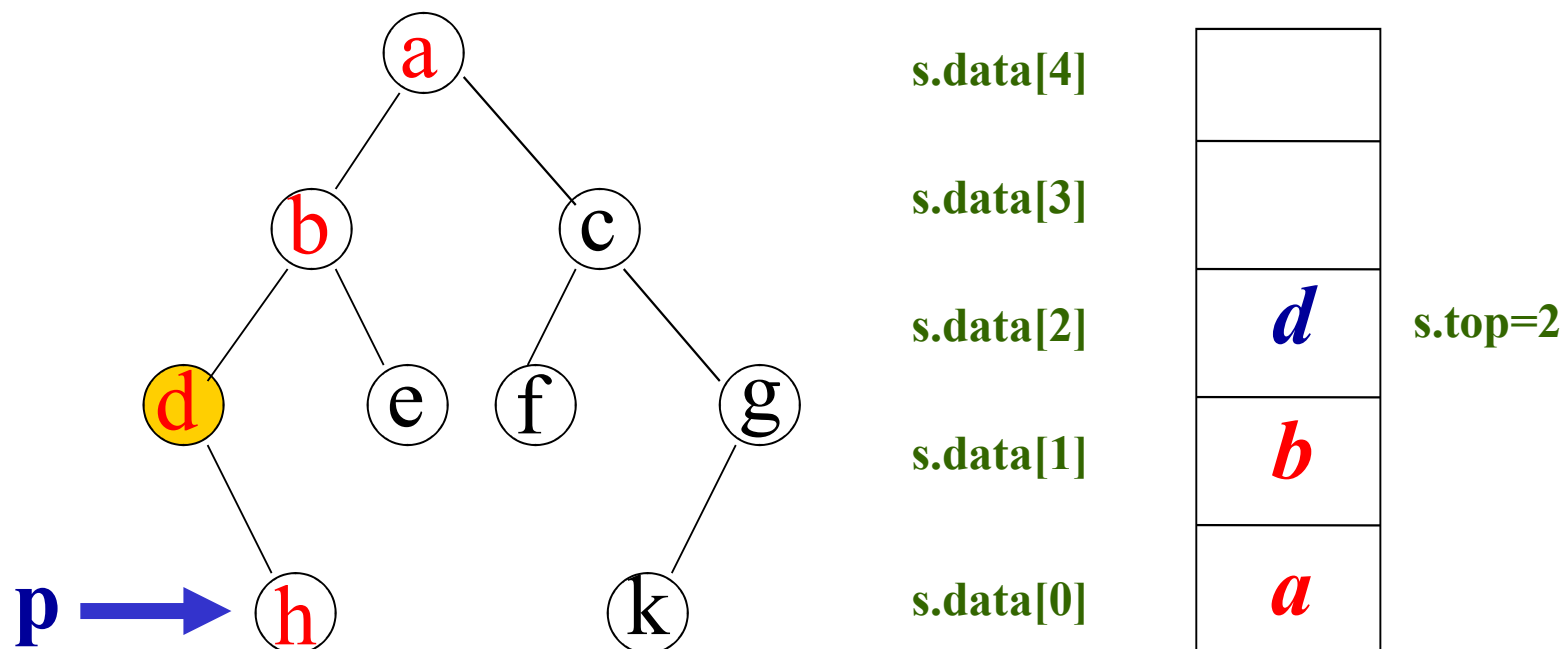 a
b
c
d
e
f
g
p
h
k
s.data[4]
s.data[3]
s.data[2]
d
s.top=2
s.data[1]
b
s.data[0]
a